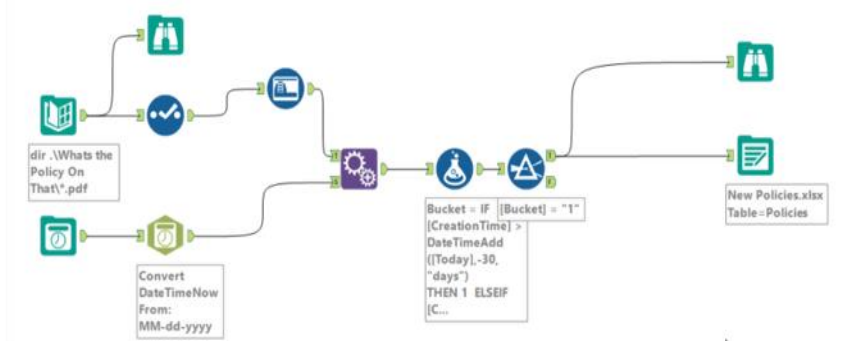 dir .\Whats the
Policy On
That\*.pdf
Convert
DateTimeNow
From:
MM-dd-yyyy
T
S
Bucket = IF
[CreationTime] >
DateTimeAdd
([Today],-30,
"days")
THEN 1 ELSEIF
[C...
[Bucket] = "1"
T
F
New Policies.xlsx
Table=Policies